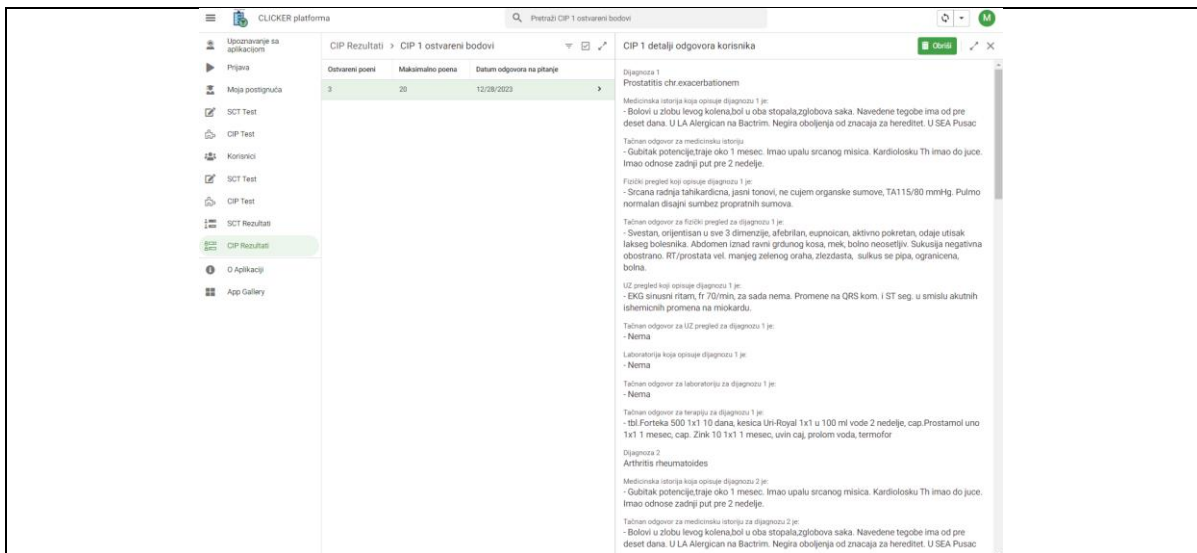 CLICKER platforma
Pretraži CIP 1 ostvareni bodovi
M
Upoznavanje sa
aplikacijom
Prijava
Moja postignuća
SCT Test
CIP Test
Korisnici
SCT Test
CIP Test
SCT Rezultati
CIP Rezultati
O Aplikaciji
App Gallery
CIP Rezultati > CIP 1 ostvareni bodovi
Ostvareni poeni Maksimalno poena Datum odgovora na pitanje
3 20 12/28/2023
CIP 1 detalji odgovora korisnika
Obriši
Dijagnoza 1
Prostatitis chr.exacerbationem
Medicinska istorija koja opisuje dijagnozu 1 je:
- Bolovi u zlobu levog kolena,bol u oba stopala,zglobova saka. Navedene tegobe ima od pre
deset dana. U LA Alergican na Bactrim. Negira oboljenja od znacaja za hereditet. U SEA Pusac
Tačnan odgovor za medicinsku istoriju
- Gubitak potencije,traje oko 1 mesec. Imao upalu srcanog misica. Kardiolosku Th imao do juce.
Imao odnose zadnji put pre 2 nedelje.
Fizički pregled koji opisuje dijagnozu 1 je:
- Srcana radnja tahikardicna, jasni tonovi, ne cujem organske sumove, TA115/80 mmHg. Pulmo
normalan disajni sumbez propratnih sumova.
Tačnan odgovor za fizički pregled za dijagnozu 1 je:
- Svestan, orijentisan u sve 3 dimenzije, afebrilan, eupnoican, aktivno pokretan, odaje utisak
lakseg bolesnika. Abdomen iznad ravni grdunog kosa, mek, bolno neosetljiv. Sukusija negativna
obostrano. RT/prostata vel. manjeg zelenog oraha, zlezdasta, sulkus se pipa, ogranicena,
bolna.
UZ pregled koji opisuje dijagnozu 1 je:
- EKG sinusni ritam, fr 70/min, za sada nema. Promene na QRS kom. i ST seg. u smislu akutnih
ishemicnih promena na miokardu.
Tačnan odgovor za UZ pregled za dijagnozu 1 je:
- Nema
Laboratorija koja opisuje dijagnozu 1 je:
- Nema
Tačnan odgovor za laboratoriju za dijagnozu 1 je:
- Nema
Tačnan odgovor za terapiju za dijagnozu 1 je:
- tbl.Forteka 500 1x1 10 dana, kesica Uri-Royal 1x1 u 100 ml vode 2 nedelje, cap.Prostamol uno
1x1 1 mesec, cap. Zink 10 1x1 1 mesec, uvin caj, prolom voda, termofor
Dijagnoza 2
Arthritis rheumatoides
Medicinska istorija koja opisuje dijagnozu 2 je:
- Gubitak potencije,traje oko 1 mesec. Imao upalu srcanog misica. Kardiolosku Th imao do juce.
Imao odnose zadnji put pre 2 nedelje.
Tačnan odgovor za medicinsku istoriju za dijagnozu 2 je:
- Bolovi u zlobu levog kolena,bol u oba stopala,zglobova saka. Navedene tegobe ima od pre
deset dana. U LA Alergican na Bactrim. Negira oboljenja od znacaja za hereditet. U SEA Pusac